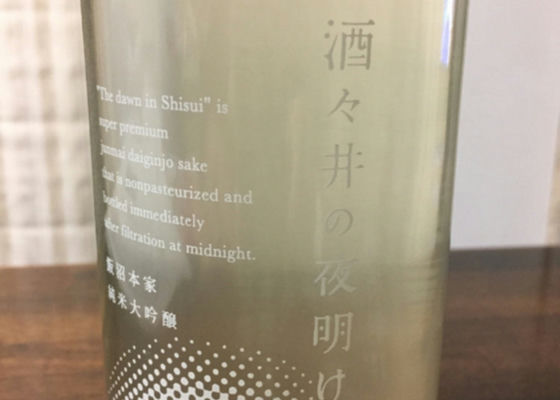 酒々井の夜明け
"The dawn in Shisui" is
super premium
junmai daiginjo sake
that is nonpasteurized and
bottled immediately
after filtration at midnight.
飯沼本家
純米大吟醸